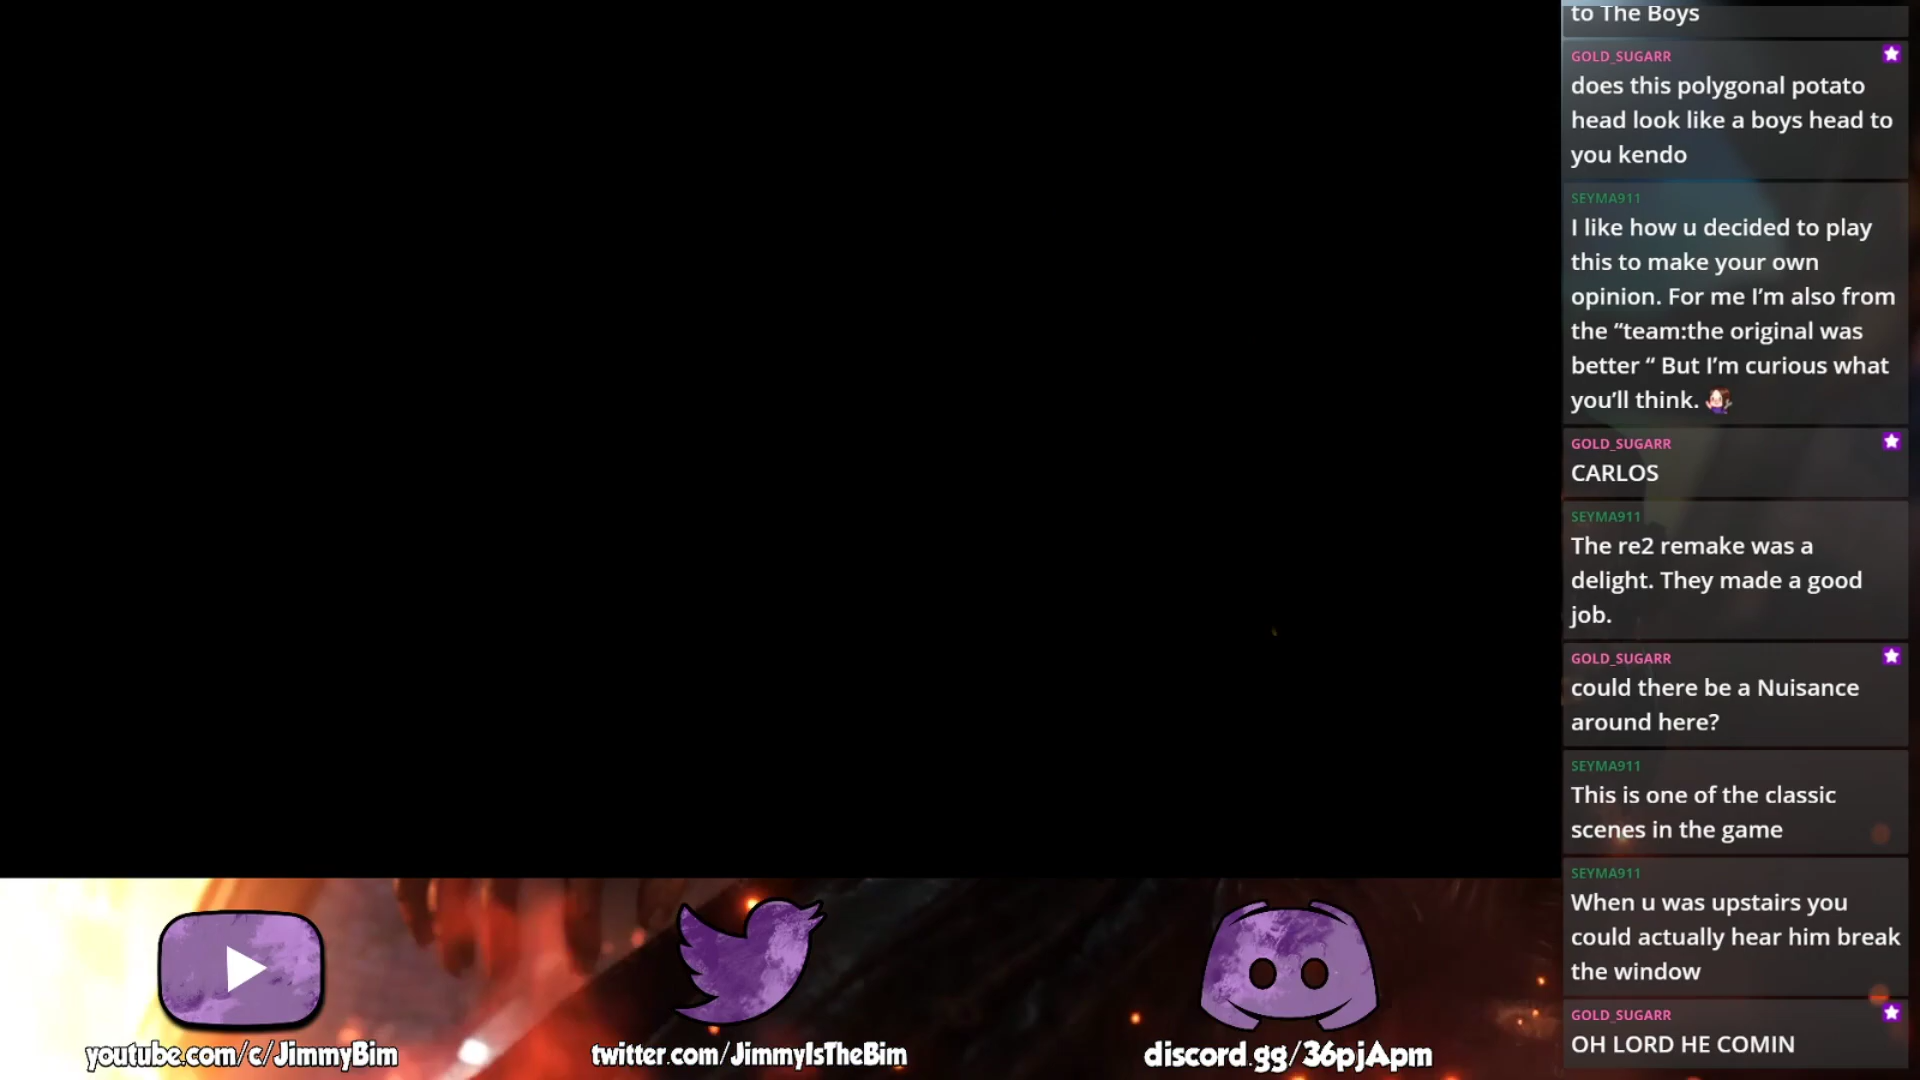 to The Boys
GOLD_SUGARR
does this polygonal potato
head look like a boys head to
you kendo
SEYMA911
I like how u decided to play
this to make your own
opinion. For me I’m also from
the “team:the original was
better “ But I’m curious what
you’ll think.
GOLD_SUGARR
CARLOS
SEYMA911
The re2 remake was a
delight. They made a good
job.
GOLD_SUGARR
could there be a Nuisance
around here?
SEYMA911
This is one of the classic
scenes in the game
SEYMA911
When u was upstairs you
could actually hear him break
the window
GOLD_SUGARR
OH LORD HE COMIN
youtube.com/c/JimmyBim
twitter.com/JimmyIsTheBim
discord.gg/36pjApm